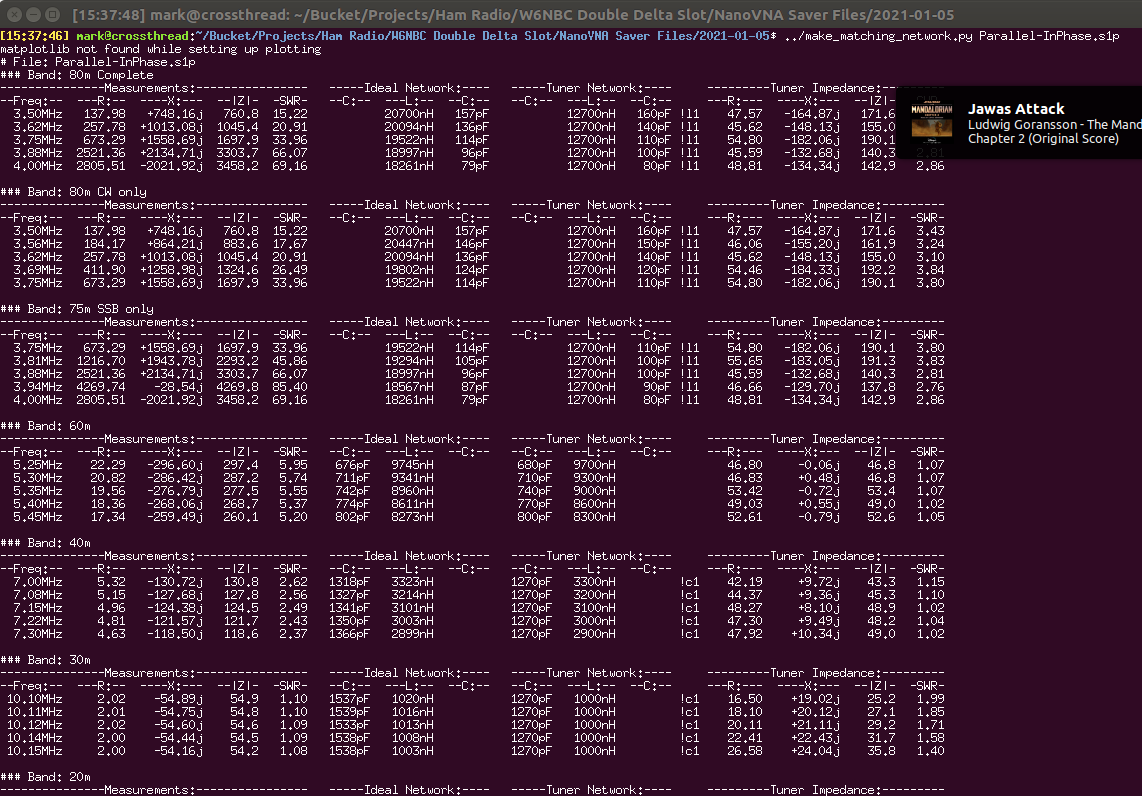 [15:37:48] mark@crossthread: ~/Bucket/Projects/Ham Radio/W6NBC Double Delta Slot/NanoVNA Saver Files/2021-01-05
[15:37:46] mark@crossthread:~/Bucket/Projects/Ham Radio/W6NBC Double Delta Slot/NanoVNA Saver Files/2021-01-05$ ../make_matching_network.py Parallel-InPhase.s1p
matplotlib not found while setting up plotting
# File: Parallel-InPhase.s1p
### Band: 80m Complete
---------------Measurements:---------------- -----Ideal Network:---- -----Tuner Network:---- ---------Tuner Impedance:---------
--Freq:-- ---R:--- ----X:--- --|Z|- -SWR- --C:-- ---L:-- --C:-- --C:-- ---L:-- --C:-- ---R:--- ----X:---
3.50MHz 137.98 +748.16j 760.8 15.22 20700nH 157pF 12700nH 160pF !l1 47.57 -164.87j 171.6
3.62MHz 257.78 +1013.08j 1045.4 20.91 20094nH 136pF 12700nH 140pF !l1 45.62 -148.13j 155.0
3.75MHz 673.29 +1558.69j 1697.9 33.96 19522nH 114pF 12700nH 110pF !l1 54.80 -182.06j 190.1
3.88MHz 2521.36 +2134.71j 3303.7 66.07 18997nH 96pF 12700nH 100pF !l1 45.59 -132.68j 140.3 2.81
4.00MHz 2805.51 -2021.92j 3458.2 69.16 18261nH 79pF 12700nH 80pF !l1 48.81 -134.34j 142.9 2.86
Jawas Attack
Ludwig Goransson - The Mand
Chapter 2 (Original Score)
MANDALORIAN
### Band: 80m CW only
---------------Measurements:---------------- -----Ideal Network:---- -----Tuner Network:---- ---------Tuner Impedance:---------
--Freq:-- ---R:--- ----X:--- --|Z|- -SWR- --C:-- ---L:-- --C:-- --C:-- ---L:-- --C:-- ---R:--- ----X:--- --|Z|- -SWR-
3.50MHz 137.98 +748.16j 760.8 15.22 20700nH 157pF 12700nH 160pF !l1 47.57 -164.87j 171.6 3.43
3.56MHz 184.17 +864.21j 883.6 17.67 20447nH 146pF 12700nH 150pF !l1 46.06 -155.20j 161.9 3.24
3.62MHz 257.78 +1013.08j 1045.4 20.91 20094nH 136pF 12700nH 140pF !l1 45.62 -148.13j 155.0 3.10
3.69MHz 411.90 +1258.98j 1324.6 26.49 19802nH 124pF 12700nH 120pF !l1 54.46 -184.33j 192.2 3.84
3.75MHz 673.29 +1558.69j 1697.9 33.96 19522nH 114pF 12700nH 110pF !l1 54.80 -182.06j 190.1 3.80
### Band: 75m SSB only
---------------Measurements:---------------- -----Ideal Network:---- -----Tuner Network:---- ---------Tuner Impedance:---------
--Freq:-- ---R:--- ----X:--- --|Z|- -SWR- --C:-- ---L:-- --C:-- --C:-- ---L:-- --C:-- ---R:--- ----X:--- --|Z|- -SWR-
3.75MHz 673.29 +1558.69j 1697.9 33.96 19522nH 114pF 12700nH 110pF !l1 54.80 -182.06j 190.1 3.80
3.81MHz 1216.70 +1943.78j 2293.2 45.86 19294nH 105pF 12700nH 100pF !l1 55.65 -183.05j 191.3 3.83
3.88MHz 2521.36 +2134.71j 3303.7 66.07 18997nH 96pF 12700nH 100pF !l1 45.59 -132.68j 140.3 2.81
3.94MHz 4269.74 -28.54j 4269.8 85.40 18567nH 87pF 12700nH 90pF !l1 46.66 -129.70j 137.8 2.76
4.00MHz 2805.51 -2021.92j 3458.2 69.16 18261nH 79pF 12700nH 80pF !l1 48.81 -134.34j 142.9 2.86
### Band: 60m
---------------Measurements:---------------- -----Ideal Network:---- -----Tuner Network:---- ---------Tuner Impedance:---------
--Freq:-- ---R:--- ----X:--- --|Z|- -SWR- --C:-- ---L:-- --C:-- --C:-- ---L:-- --C:-- ---R:--- ----X:--- --|Z|- -SWR-
5.25MHz 22.29 -296.60j 297.4 5.95 676pF 9745nH 680pF 9700nH 46.80 -0.06j 46.8 1.07
5.30MHz 20.82 -286.42j 287.2 5.74 711pF 9341nH 710pF 9300nH 46.83 +0.48j 46.8 1.07
5.35MHz 19.56 -276.79j 277.5 5.55 742pF 8960nH 740pF 9000nH 53.42 -0.72j 53.4 1.07
5.40MHz 18.36 -268.06j 268.7 5.37 774pF 8611nH 770pF 8600nH 49.03 +0.55j 49.0 1.02
5.45MHz 17.34 -259.49j 260.1 5.20 802pF 8273nH 800pF 8300nH 52.61 -0.79j 52.6 1.05
### Band: 40m
---------------Measurements:---------------- -----Ideal Network:---- -----Tuner Network:---- ---------Tuner Impedance:---------
--Freq:-- ---R:--- ----X:--- --|Z|- -SWR- --C:-- ---L:-- --C:-- --C:-- ---L:-- --C:-- ---R:--- ----X:--- --|Z|- -SWR-
7.00MHz 5.32 -130.72j 130.8 2.62 1318pF 3323nH 1270pF 3300nH !c1 42.19 +9.72j 43.3 1.15
7.08MHz 5.15 -127.68j 127.8 2.56 1327pF 3214nH 1270pF 3200nH !c1 44.37 +9.36j 45.3 1.10
7.15MHz 4.96 -124.38j 124.5 2.49 1341pF 3101nH 1270pF 3100nH !c1 48.27 +8.10j 48.9 1.02
7.22MHz 4.81 -121.57j 121.7 2.43 1350pF 3003nH 1270pF 3000nH !c1 47.30 +9.49j 48.2 1.04
7.30MHz 4.63 -118.50j 118.6 2.37 1366pF 2899nH 1270pF 2900nH !c1 47.92 +10.34j 49.0 1.02
### Band: 30m
---------------Measurements:---------------- -----Ideal Network:---- -----Tuner Network:---- ---------Tuner Impedance:---------
--Freq:-- ---R:--- ----X:--- --|Z|- -SWR- --C:-- ---L:-- --C:-- --C:-- ---L:-- --C:-- ---R:--- ----X:--- --|Z|- -SWR-
10.10MHz 2.02 -54.89j 54.9 1.10 1537pF 1020nH 1270pF 1000nH !c1 16.50 +19.02j 25.2 1.99
10.11MHz 2.01 -54.75j 54.8 1.10 1539pF 1016nH 1270pF 1000nH !c1 18.10 +20.12j 27.1 1.85
10.12MHz 2.02 -54.60j 54.6 1.09 1533pF 1013nH 1270pF 1000nH !c1 20.11 +21.11j 29.2 1.71
10.14MHz 2.00 -54.44j 54.5 1.09 1538pF 1008nH 1270pF 1000nH !c1 22.41 +22.43j 31.7 1.58
10.15MHz 2.00 -54.16j 54.2 1.08 1538pF 1003nH 1270pF 1000nH !c1 26.58 +24.04j 35.8 1.40
### Band: 20m
---------------Measurements:---------------- -----Ideal Network:---- -----Tuner Network:---- ---------Tuner Impedance:---------